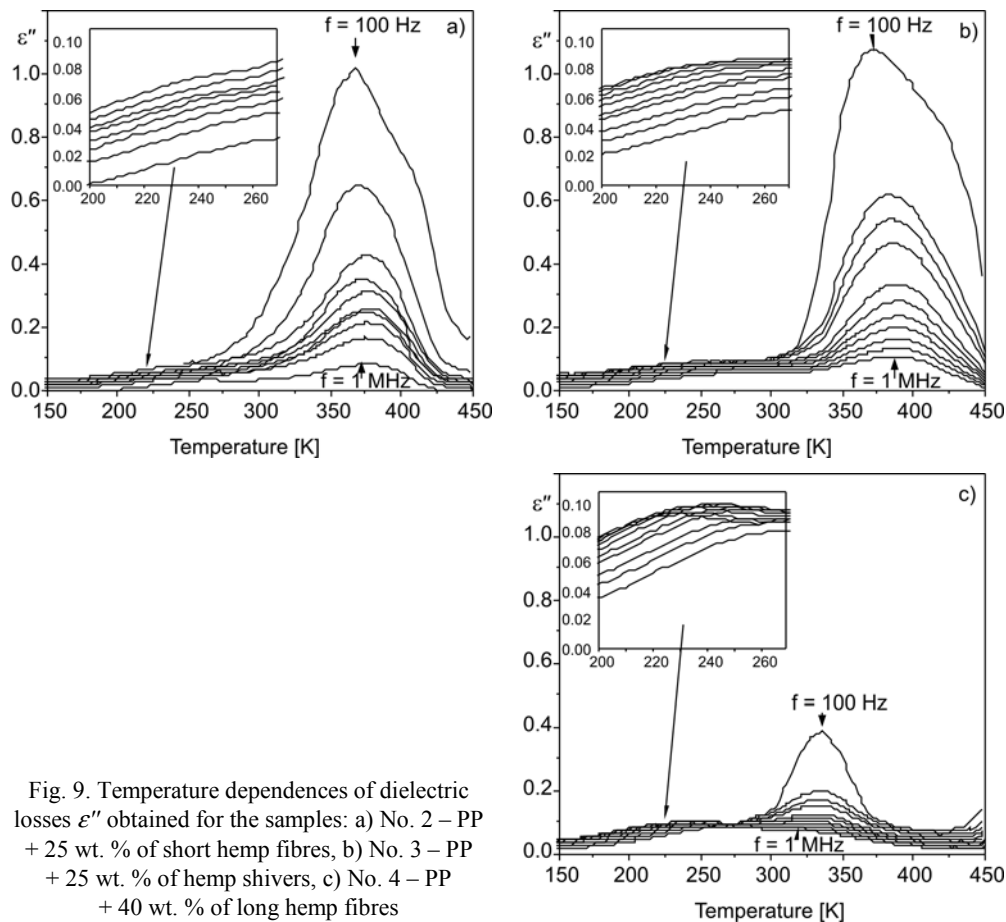 ε″
f = 100 Hz
a)
0.10
0.08
0.06
0.04
0.02
0.00
200 220 240 260
1.0
0.8
0.6
0.4
0.2
0.0
f = 1 MHz
150 200 250 300 350 400 450
Temperature [K]
ε″
f = 100 Hz
b)
0.10
0.08
0.06
0.04
0.02
0.00
200 220 240 260
1.0
0.8
0.6
0.4
0.2
0.0
f = 1 MHz
150 200 250 300 350 400 450
Temperature [K]
ε″
c)
0.10
0.08
0.06
0.04
0.02
0.00
200 220 240 260
1.0
0.8
0.6
0.4
0.2
0.0
f = 100 Hz
f = 1 MHz
150 200 250 300 350 400 450
Temperature [K]
Fig. 9. Temperature dependences of dielectric
losses ε″ obtained for the samples: a) No. 2 – PP
+ 25 wt. % of short hemp fibres, b) No. 3 – PP
+ 25 wt. % of hemp shivers, c) No. 4 – PP
+ 40 wt. % of long hemp fibres